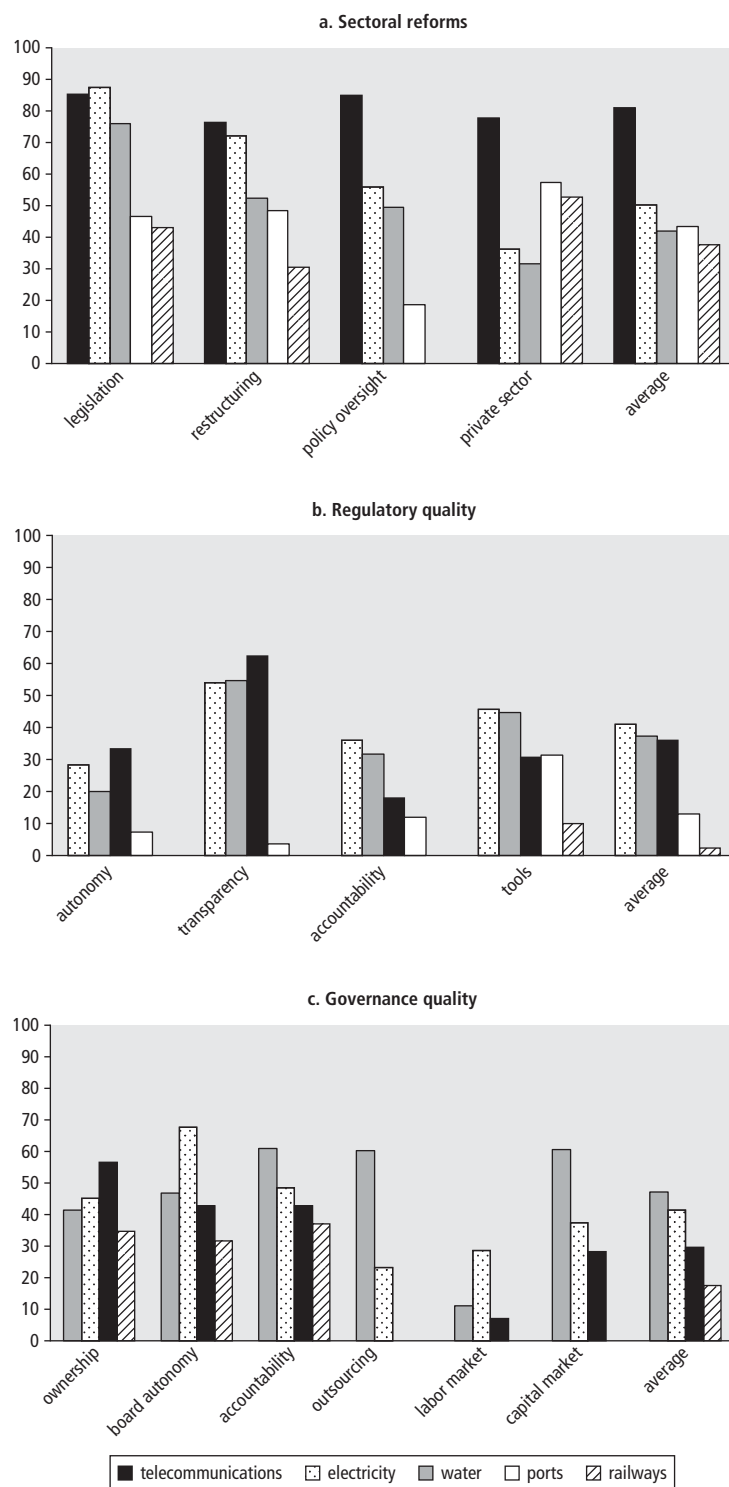 a. Sectoral reforms
100
90
80
70
60
50
40
30
20
10
0
legislation
restructuring
policy oversight
private sector
average
b. Regulatory quality
100
90
80
70
60
50
40
30
20
10
0
autonomy
transparency
accountability
tools
average
c. Governance quality
100
90
80
70
60
50
40
30
20
10
0
ownership
board autonomy
accountability
outsourcing
labor market
capital market
average
telecommunications electricity water ports railways